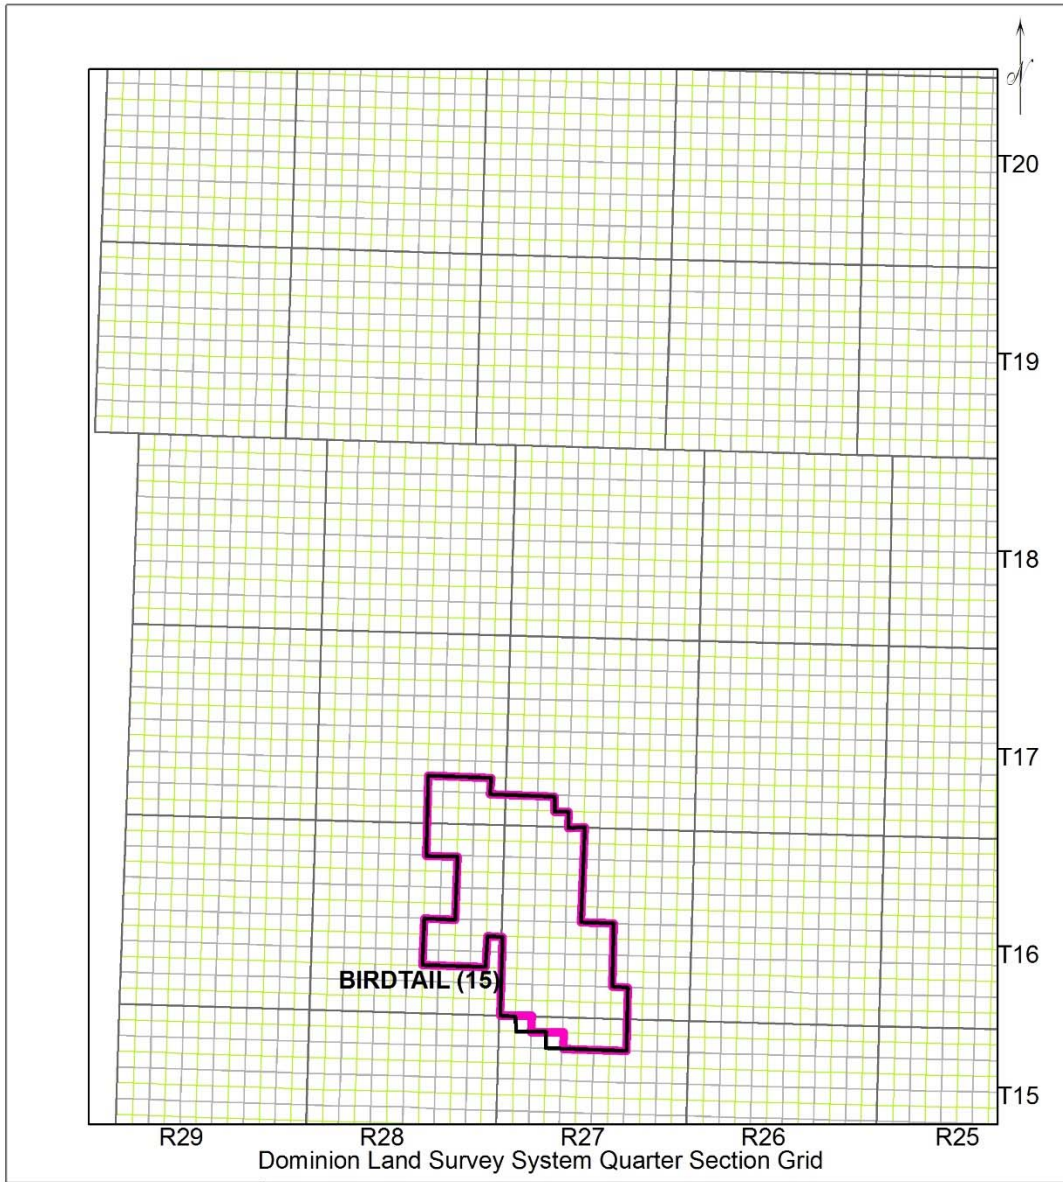 N
T20
T19
T18
T17
T16
BIRDTAIL (15)
T15
R29 R28 R27 R26 R25
Dominion Land Survey System Quarter Section Grid